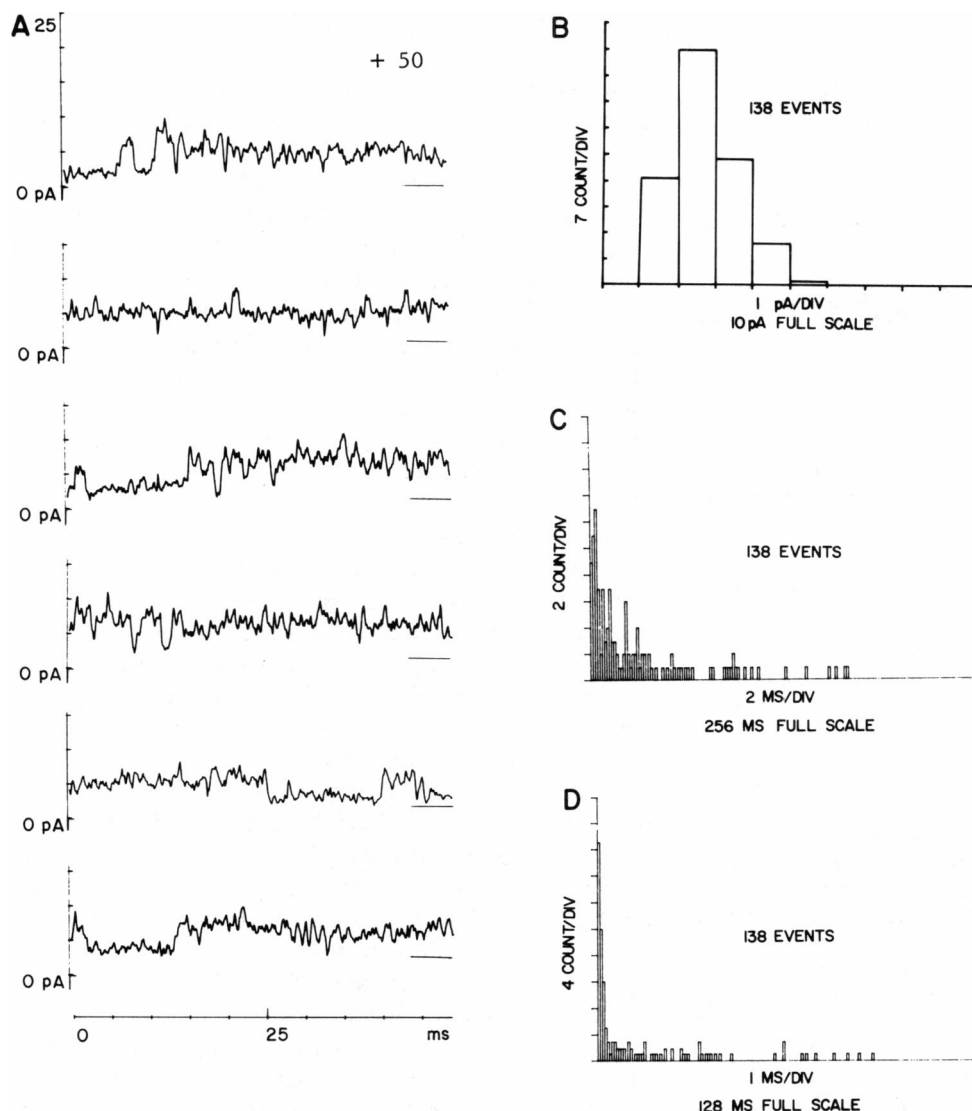 A
25
+ 50
0 pA
0 pA
0 pA
0 pA
0 pA
0 pA
0
25
ms
B
138 EVENTS
7 COUNT/DIV
1 pA/DIV
10pA FULL SCALE
C
138 EVENTS
2 COUNT/DIV
2 MS/DIV
256 MS FULL SCALE
D
138 EVENTS
4 COUNT/DIV
1 MS/DIV
128 MS FULL SCALE